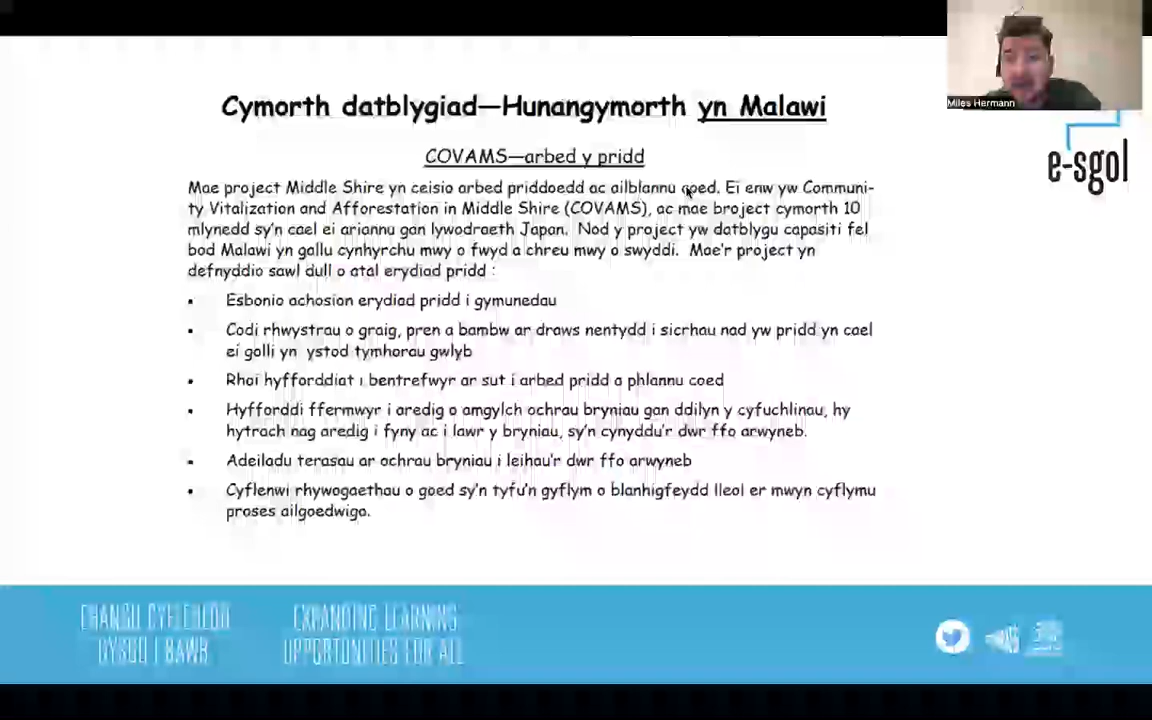 Miles Hermann
e-sgol
Cymorth datblygiad—Hunangymorth yn Malawi
COVAMS—arbed y pridd
Mae project Middle Shire yn ceisio arbed priddoedd ac ailblannu coed. Ei enw yw Communi-
ty Vitalization and Afforestation in Middle Shire (COVAMS), ac mae broject cymorth 10
mlynedd sy'n cael ei ariannu gan lywodraeth Japan. Nod y project yw datblygu capasiti fel
bod Malawi yn gallu cynhyrchu mwy o fwyd a chreu mwy o swyddi. Mae'r project yn
defnyddio sawl dull o atal erydiad pridd :
▪ Esbonio achosion erydiad pridd i gymunedau
▪ Codi rhwystrau o graig, pren a bambw ar draws nentydd i sicrhau nad yw pridd yn cael
ei golli yn ystod tymhorau gwlyb
▪ Rhoi hyfforddiat i bentrefwyr ar sut i arbed pridd a phlannu coed
▪ Hyfforddi ffermwyr i aredig o amgylch ochrau bryniau gan ddilyn y cyfuchlinau, hy
hytrach nag aredig i fyny ac i lawr y bryniau, sy'n cynyddu'r dwr ffo arwyneb.
▪ Adeiladu terasau ar ochrau bryniau i leihau'r dwr ffo arwyneb
▪ Cyflenwi rhywogaethau o goed sy'n tyfu'n gyflym o blanhigfeydd lleol er mwyn cyflymu
proses ailgoedwigo.
EHANGU CYFLEOEDD
DYSGU I BAWB
EXPANDING LEARNING
OPPORTUNITIES FOR ALL